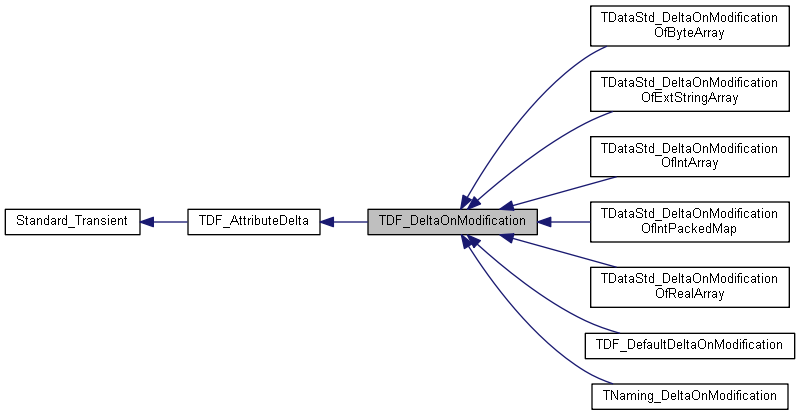 TDataStd_DeltaOnModification
OfByteArray
TDataStd_DeltaOnModification
OfExtStringArray
TDataStd_DeltaOnModification
OfIntArray
Standard_Transient
TDF_AttributeDelta
TDF_DeltaOnModification
TDataStd_DeltaOnModification
OfIntPackedMap
TDataStd_DeltaOnModification
OfRealArray
TDF_DefaultDeltaOnModification
TNaming_DeltaOnModification